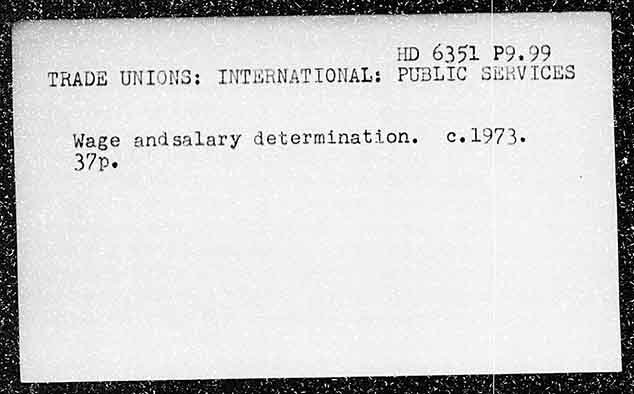 HD 6351 P9.99
TRADE UNIONS: INTERNATIONAL: PUBLIC SERVICES
Wage andsalary determination. c.1973.
37p.